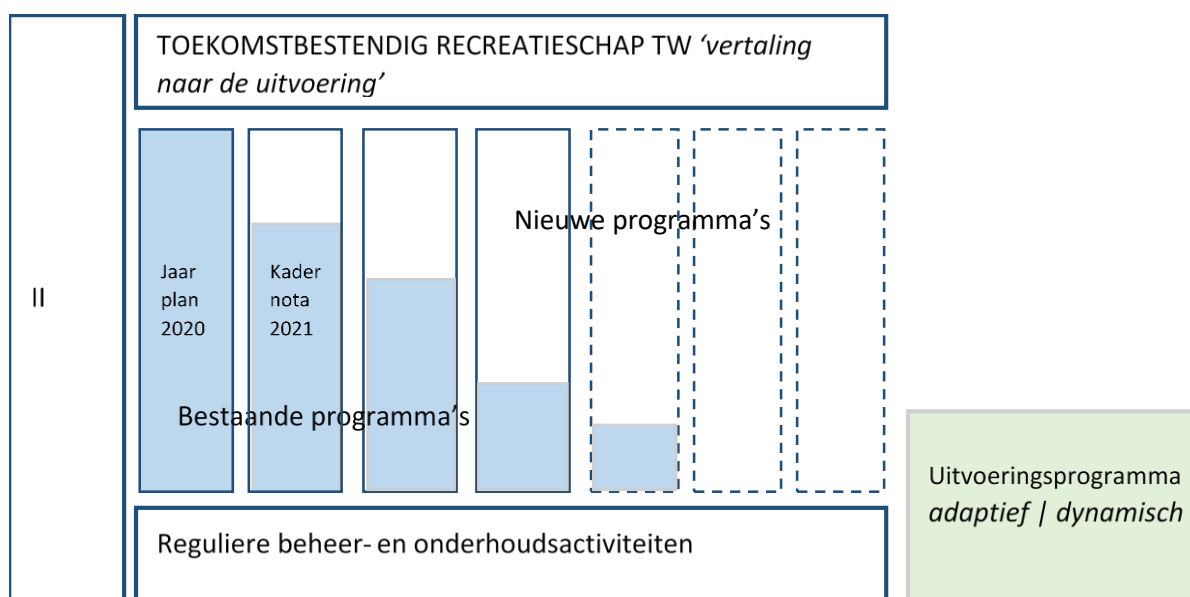 TOEKOMSTBESTENDIG RECREATIESCHAP TW ‘vertaling
naar de uitvoering’
II
Nieuwe programma’s
Jaar
plan
2020
Kader
nota
2021
Bestaande programma’s
Reguliere beheer- en onderhoudsactiviteiten
Uitvoeringsprogramma
adaptief | dynamisch